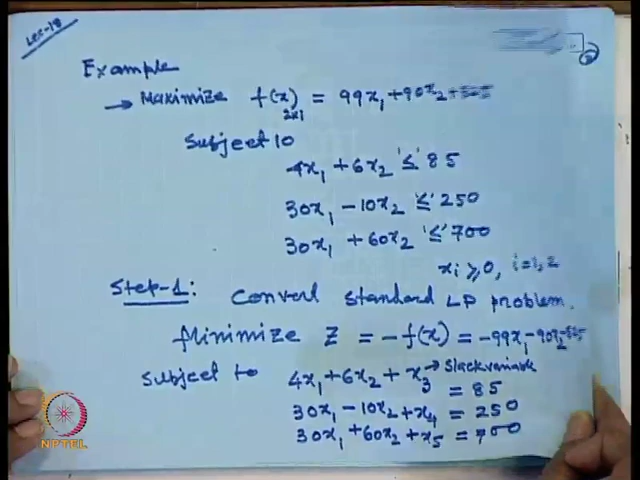 Lec-18
Example
→ Maximize f(x) = 99x₁ + 90x₂
2x1
Subject to
4x₁ + 6x₂ '≤' 85
30x₁ - 10x₂ '≤' 250
30x₁ + 60x₂ '≤' 700
xᵢ ≥ 0, i=1,2
Step-1: Convert Standard LP problem.
Minimize Z = -f(x) = -99x₁ - 90x₂
Subject to 4x₁ + 6x₂ + x₃ → Slack variable
= 85
30x₁ - 10x₂ + x₄ = 250
30x₁ + 60x₂ + x₅ = 700
NPTEL